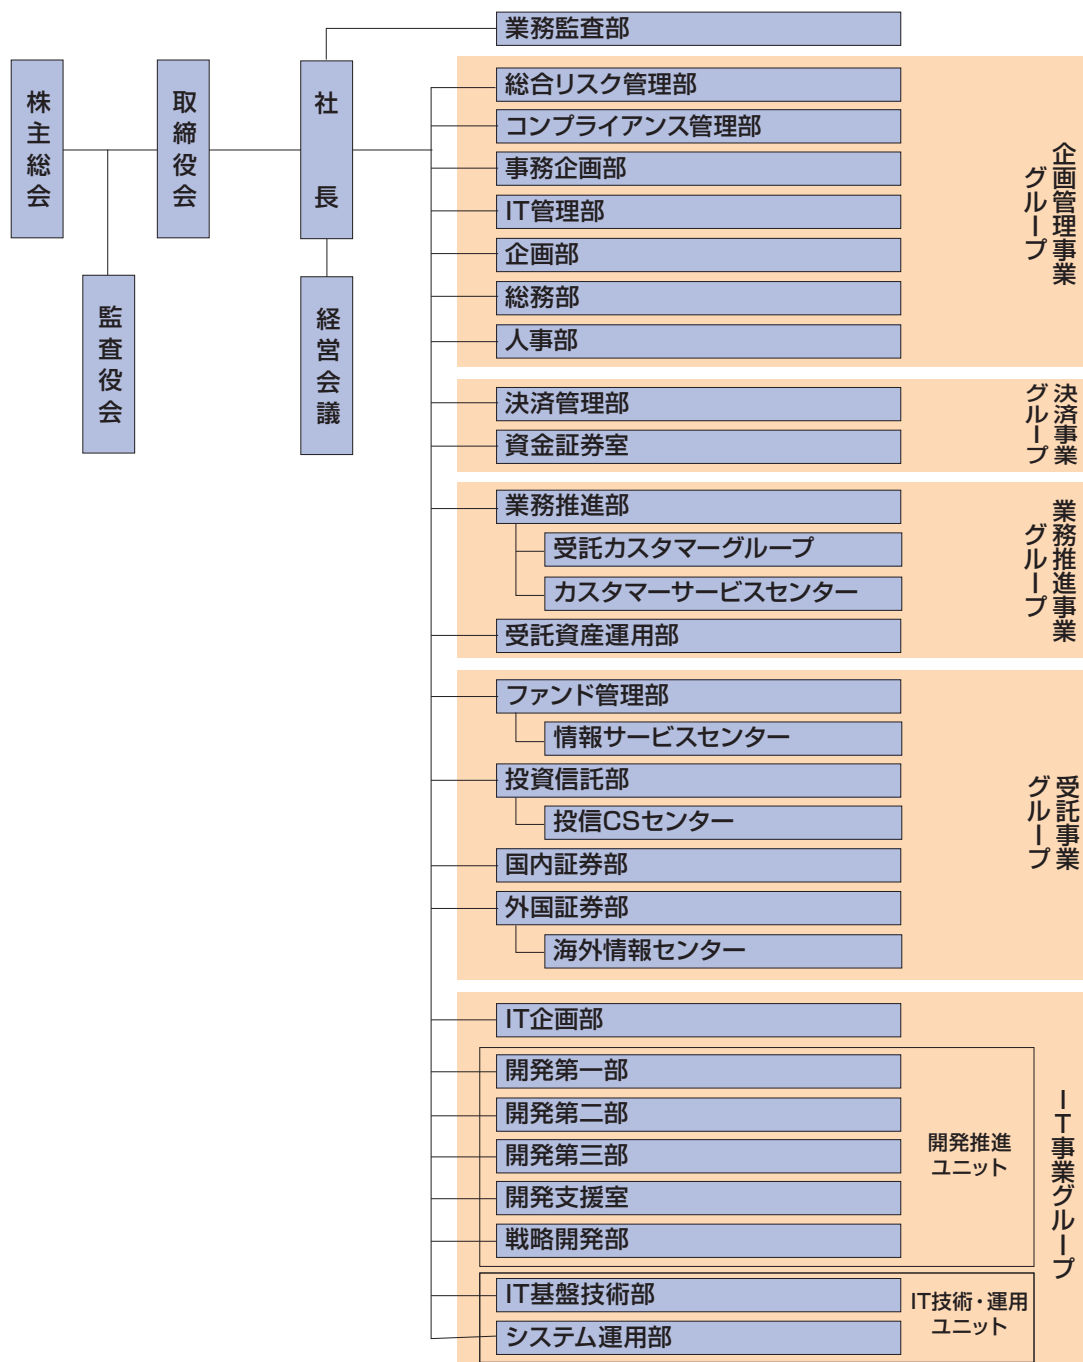 株主総会
監査役会
取締役会
社長
経営会議
業務監査部
総合リスク管理部
コンプライアンス管理部
事務企画部
IT管理部
企画部
総務部
人事部
企画管理事業
グループ
決済管理部
資金証券室
決済事業
グループ
業務推進部
受託カスタマーグループ
カスタマーサービスセンター
受託資産運用部
業務推進事業
グループ
ファンド管理部
情報サービスセンター
投資信託部
投信CSセンター
国内証券部
外国証券部
海外情報センター
受託事業
グループ
IT企画部
開発第一部
開発第二部
開発第三部
開発支援室
戦略開発部
開発推進
ユニット
IT基盤技術部
システム運用部
IT技術・運用
ユニット
IT事業グループ